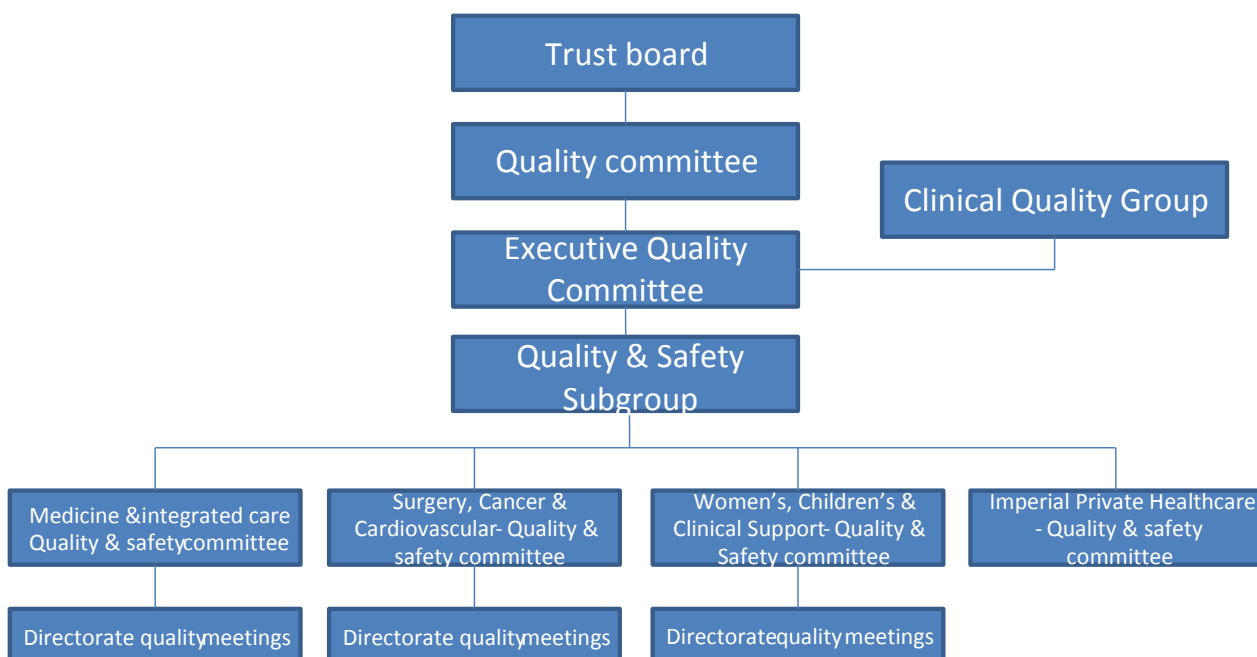 Trust board
Quality committee
Clinical Quality Group
Executive Quality
Committee
Quality & Safety
Subgroup
Medicine &integrated care
Quality & safetycommittee
Surgery, Cancer &
Cardiovascular- Quality &
safety committee
Women’s, Children’s &
Clinical Support- Quality &
Safety committee
Imperial Private Healthcare
- Quality & safety
committee
Directorate qualitymeetings
Directorate qualitymeetings
Directoratequality meetings